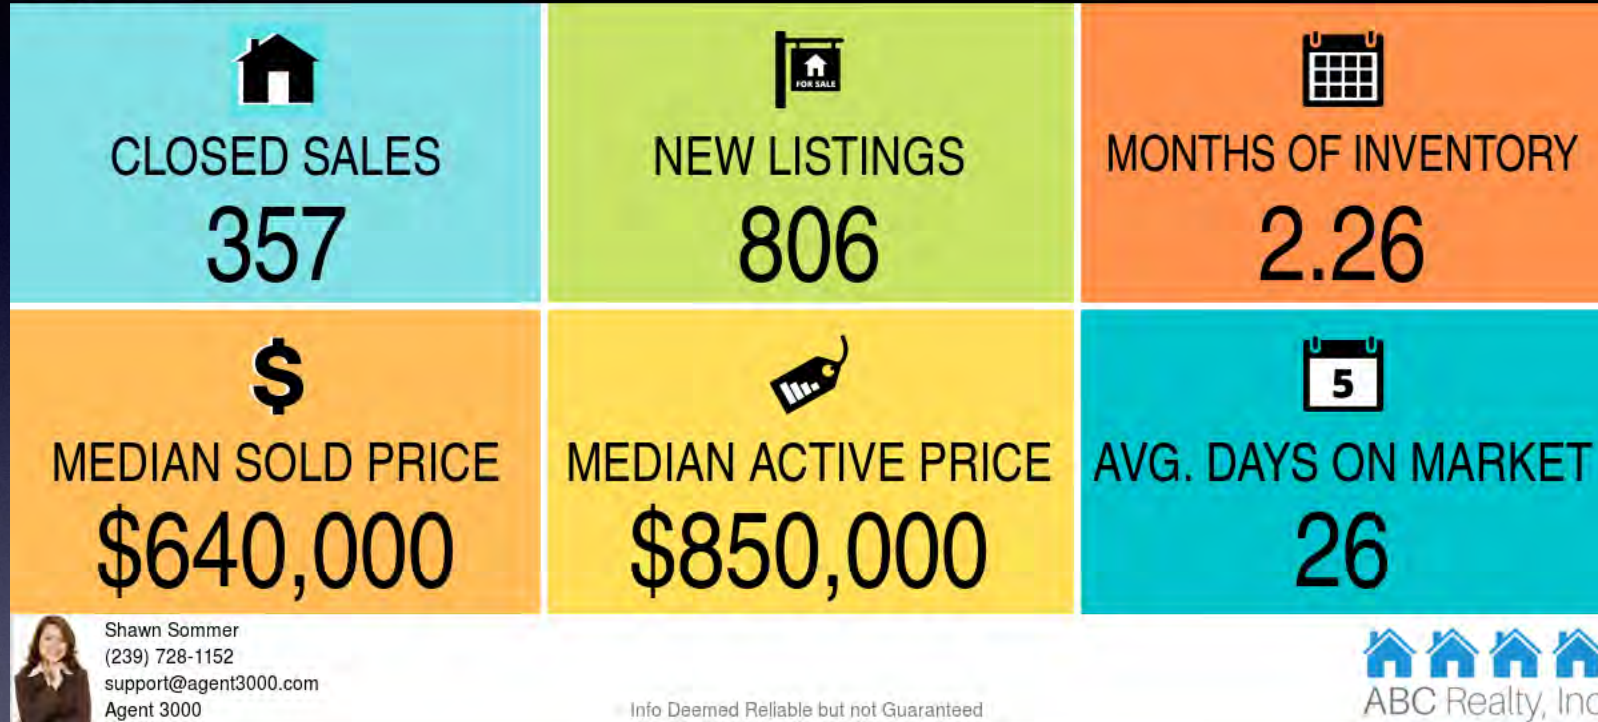 FOR SALE
CLOSED SALES
357
NEW LISTINGS
806
MONTHS OF INVENTORY
2.26
$
MEDIAN SOLD PRICE
$640,000
MEDIAN ACTIVE PRICE
$850,000
5
AVG. DAYS ON MARKET
26
Shawn Sommer
(239) 728-1152
support@agent3000.com
Agent 3000
Info Deemed Reliable but not Guaranteed
ABC Realty, Inc